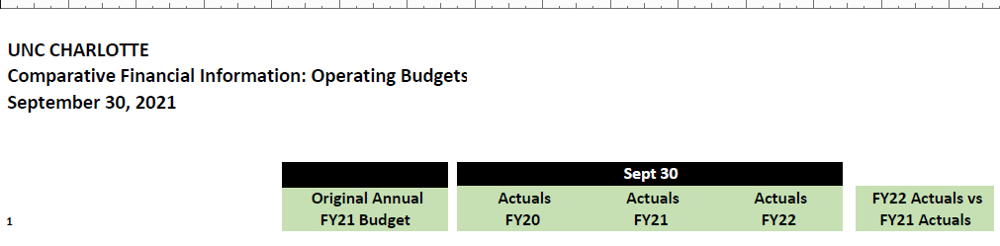 UNC CHARLOTTE
Comparative Financial Information: Operating Budgets
September 30, 2021
Sept 30
Original Annual Actuals Actuals Actuals FY22 Actuals vs
1 FY21 Budget FY20 FY21 FY22 FY21 Actuals